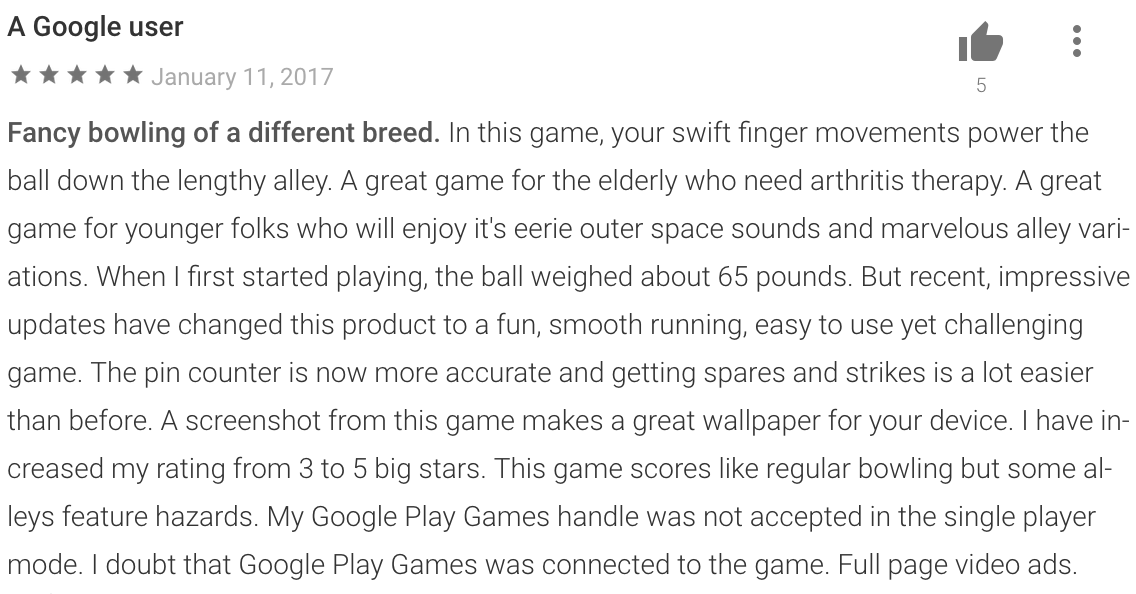 A Google user
★★★★★ January 11, 2017
5
Fancy bowling of a different breed. In this game, your swift finger movements power the
ball down the lengthy alley. A great game for the elderly who need arthritis therapy. A great
game for younger folks who will enjoy it's eerie outer space sounds and marvelous alley vari-
ations. When I first started playing, the ball weighed about 65 pounds. But recent, impressive
updates have changed this product to a fun, smooth running, easy to use yet challenging
game. The pin counter is now more accurate and getting spares and strikes is a lot easier
than before. A screenshot from this game makes a great wallpaper for your device. I have in-
creased my rating from 3 to 5 big stars. This game scores like regular bowling but some al-
leys feature hazards. My Google Play Games handle was not accepted in the single player
mode. I doubt that Google Play Games was connected to the game. Full page video ads.